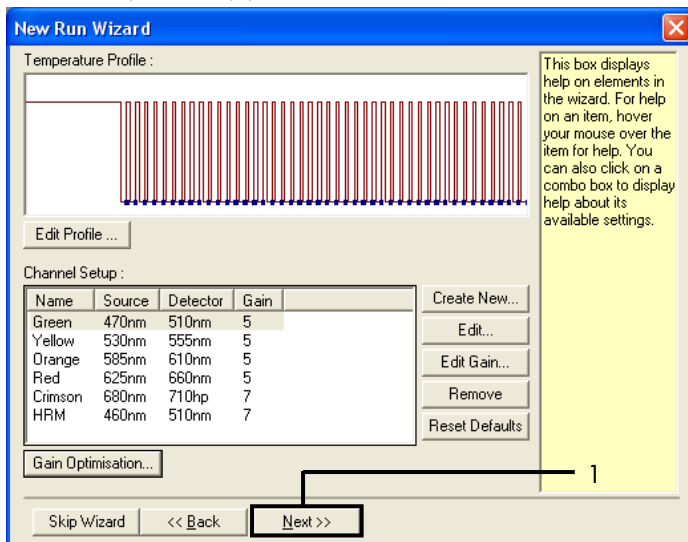 New Run Wizard
Temperature Profile :
Edit Profile ...
Channel Setup :
Name Source Detector Gain
Green 470nm 510nm 5
Yellow 530nm 555nm 5
Orange 585nm 610nm 5
Red 625nm 660nm 5
Crimson 680nm 710hp 7
HRM 460nm 510nm 7
Create New...
Edit...
Edit Gain...
Remove
Reset Defaults
Gain Optimisation...
This box displays
help on elements in
the wizard. For help
on an item, hover
your mouse over the
item for help. You
can also click on a
combo box to display
help about its
available settings.
1
Skip Wizard << Back Next >>